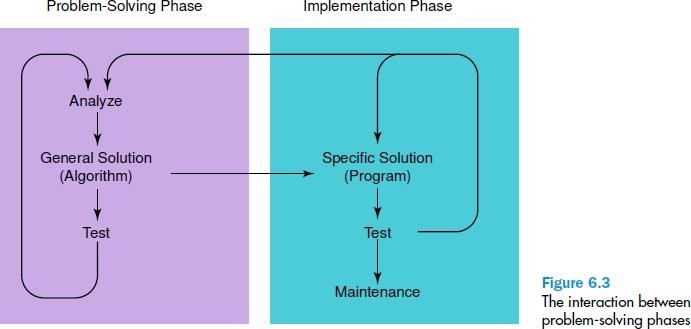 Problem-Solving Phase
Implementation Phase
Analyze
General Solution
(Algorithm)
Test
Specific Solution
(Program)
Test
Maintenance
Figure 6.3
The interaction between
problem-solving phases